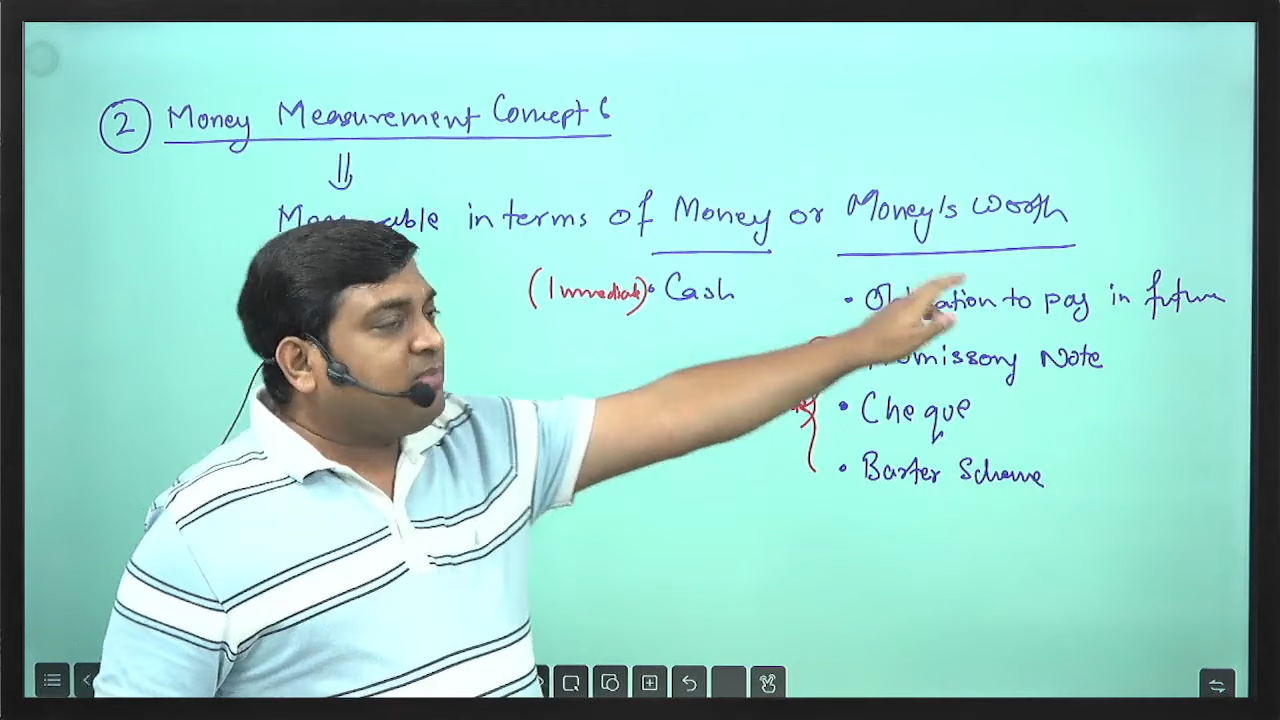 ② Money Measurement Concept 6
in terms of Money or Money's Worth
(Immediate) • Cash
• to pay in future
Note
• Cheque
• Barter Scheme